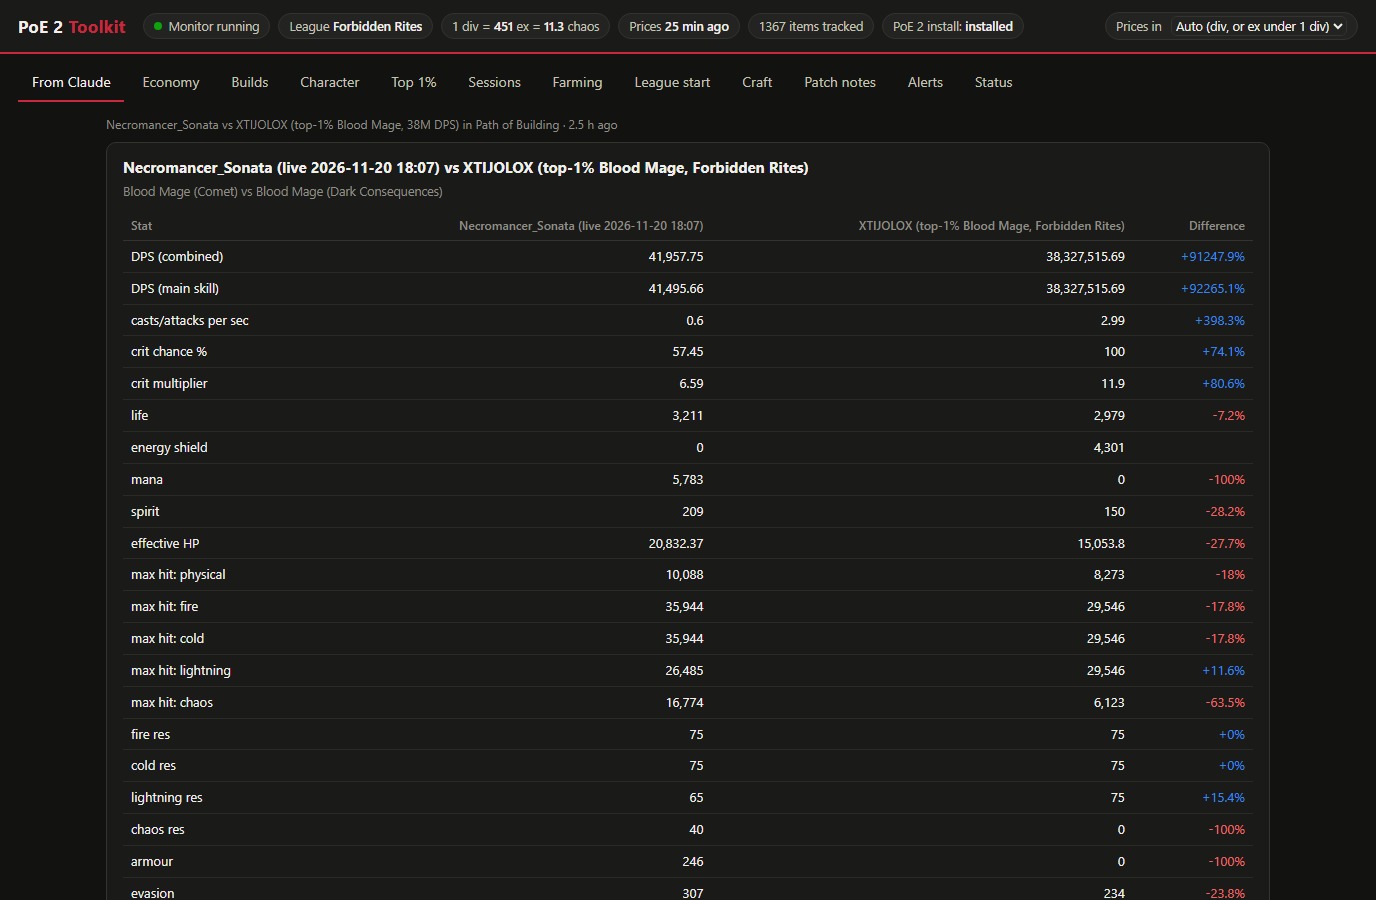 PoE 2 Toolkit Monitor running League Forbidden Rites 1 div = 451 ex = 11.3 chaos Prices 25 min ago 1367 items tracked PoE 2 install: installed Prices in Auto (div, or ex under 1 div)
From Claude Economy Builds Character Top 1% Sessions Farming League start Craft Patch notes Alerts Status
Necromancer_Sonata vs XTIJOLOX (top-1% Blood Mage, 38M DPS) in Path of Building · 2.5 h ago
Necromancer_Sonata (live 2026-11-20 18:07) vs XTIJOLOX (top-1% Blood Mage, Forbidden Rites)
Blood Mage (Comet) vs Blood Mage (Dark Consequences)
Stat Necromancer_Sonata (live 2026-11-20 18:07) XTIJOLOX (top-1% Blood Mage, Forbidden Rites) Difference
DPS (combined) 41,957.75 38,327,515.69 +91247.9%
DPS (main skill) 41,495.66 38,327,515.69 +92265.1%
casts/attacks per sec 0.6 2.99 +398.3%
crit chance % 57.45 100 +74.1%
crit multiplier 6.59 11.9 +80.6%
life 3,211 2,979 -7.2%
energy shield 0 4,301
mana 5,783 0 -100%
spirit 209 150 -28.2%
effective HP 20,832.37 15,053.8 -27.7%
max hit: physical 10,088 8,273 -18%
max hit: fire 35,944 29,546 -17.8%
max hit: cold 35,944 29,546 -17.8%
max hit: lightning 26,485 29,546 +11.6%
max hit: chaos 16,774 6,123 -63.5%
fire res 75 75 +0%
cold res 75 75 +0%
lightning res 65 75 +15.4%
chaos res 40 0 -100%
armour 246 0 -100%
evasion 307 234 -23.8%